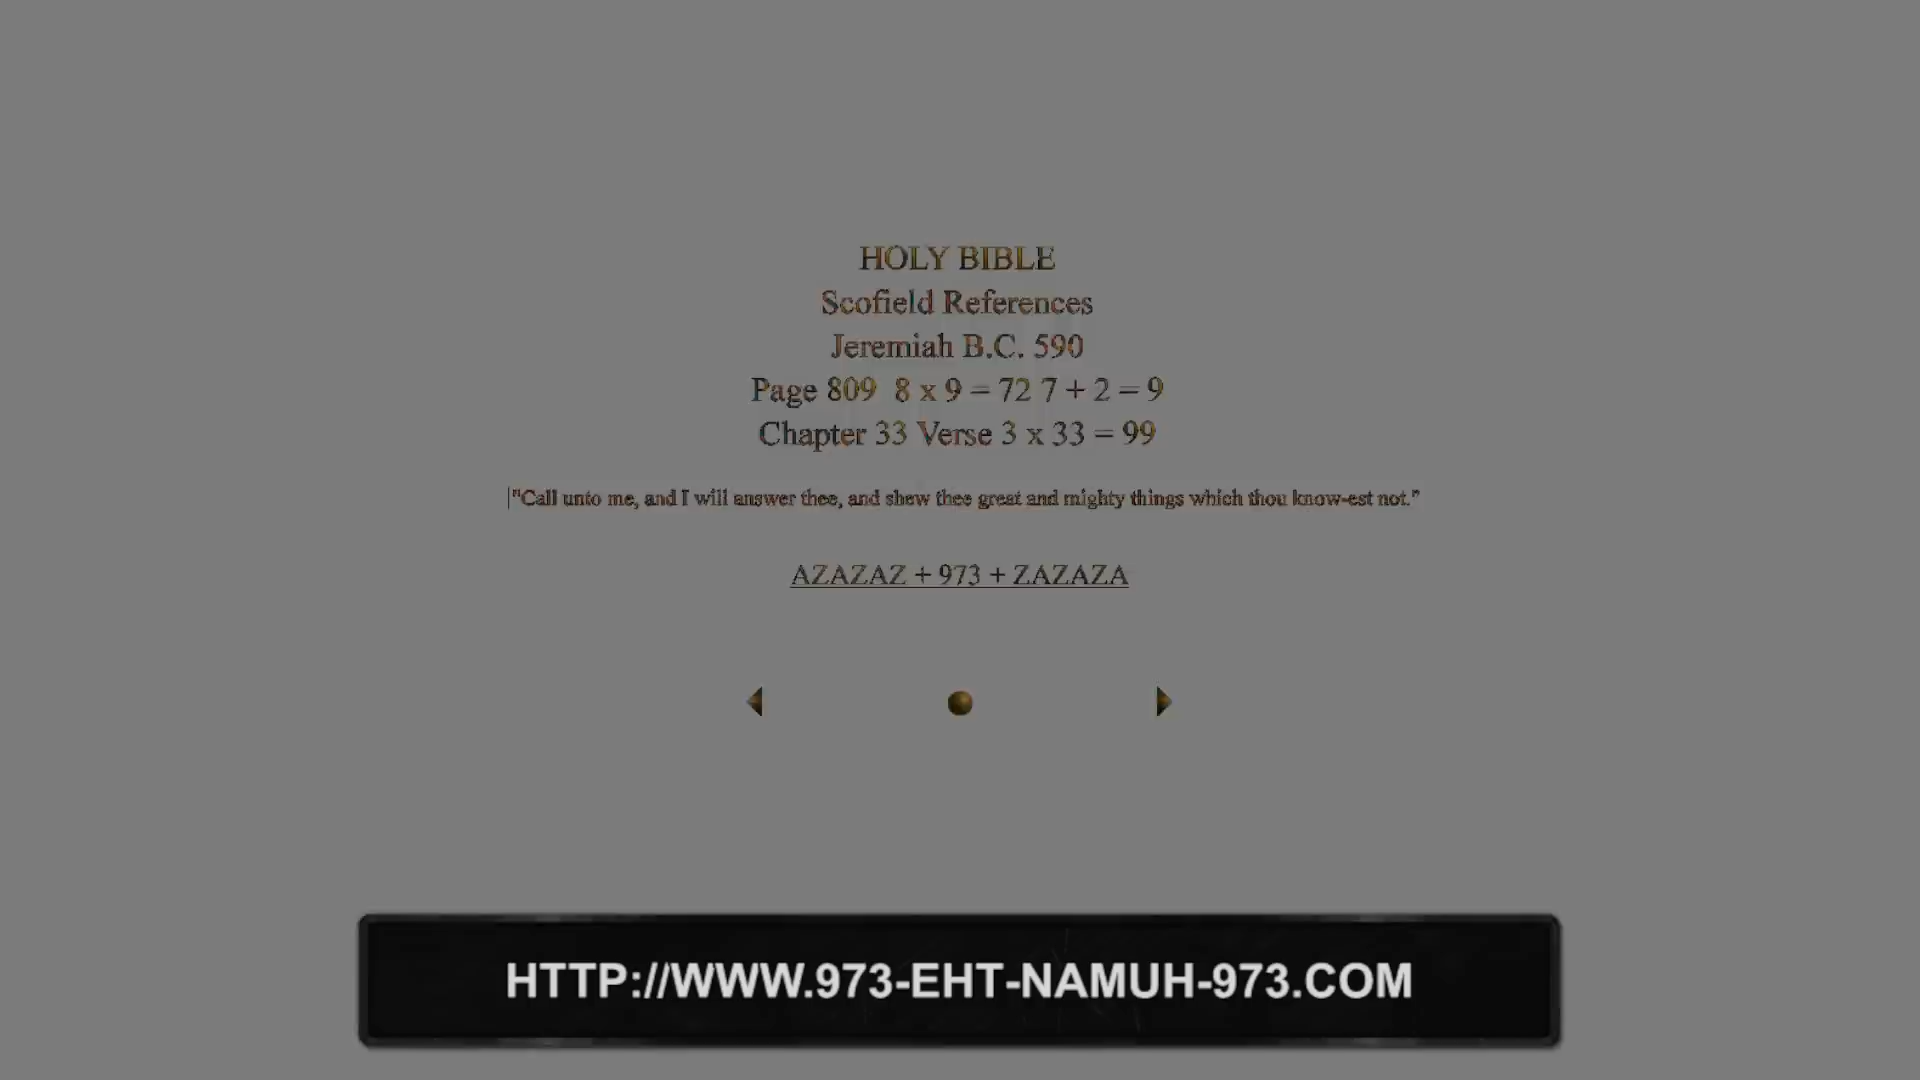 HOLY BIBLE
Scofield References
Jeremiah B.C. 590
Page 809 8 x 9 = 72 7 + 2 = 9
Chapter 33 Verse 3 x 33 = 99
"Call unto me, and I will answer thee, and shew thee great and mighty things which thou know-est not."
AZAZAZ + 973 + ZAZAZA
HTTP://WWW.973-EHT-NAMUH-973.COM